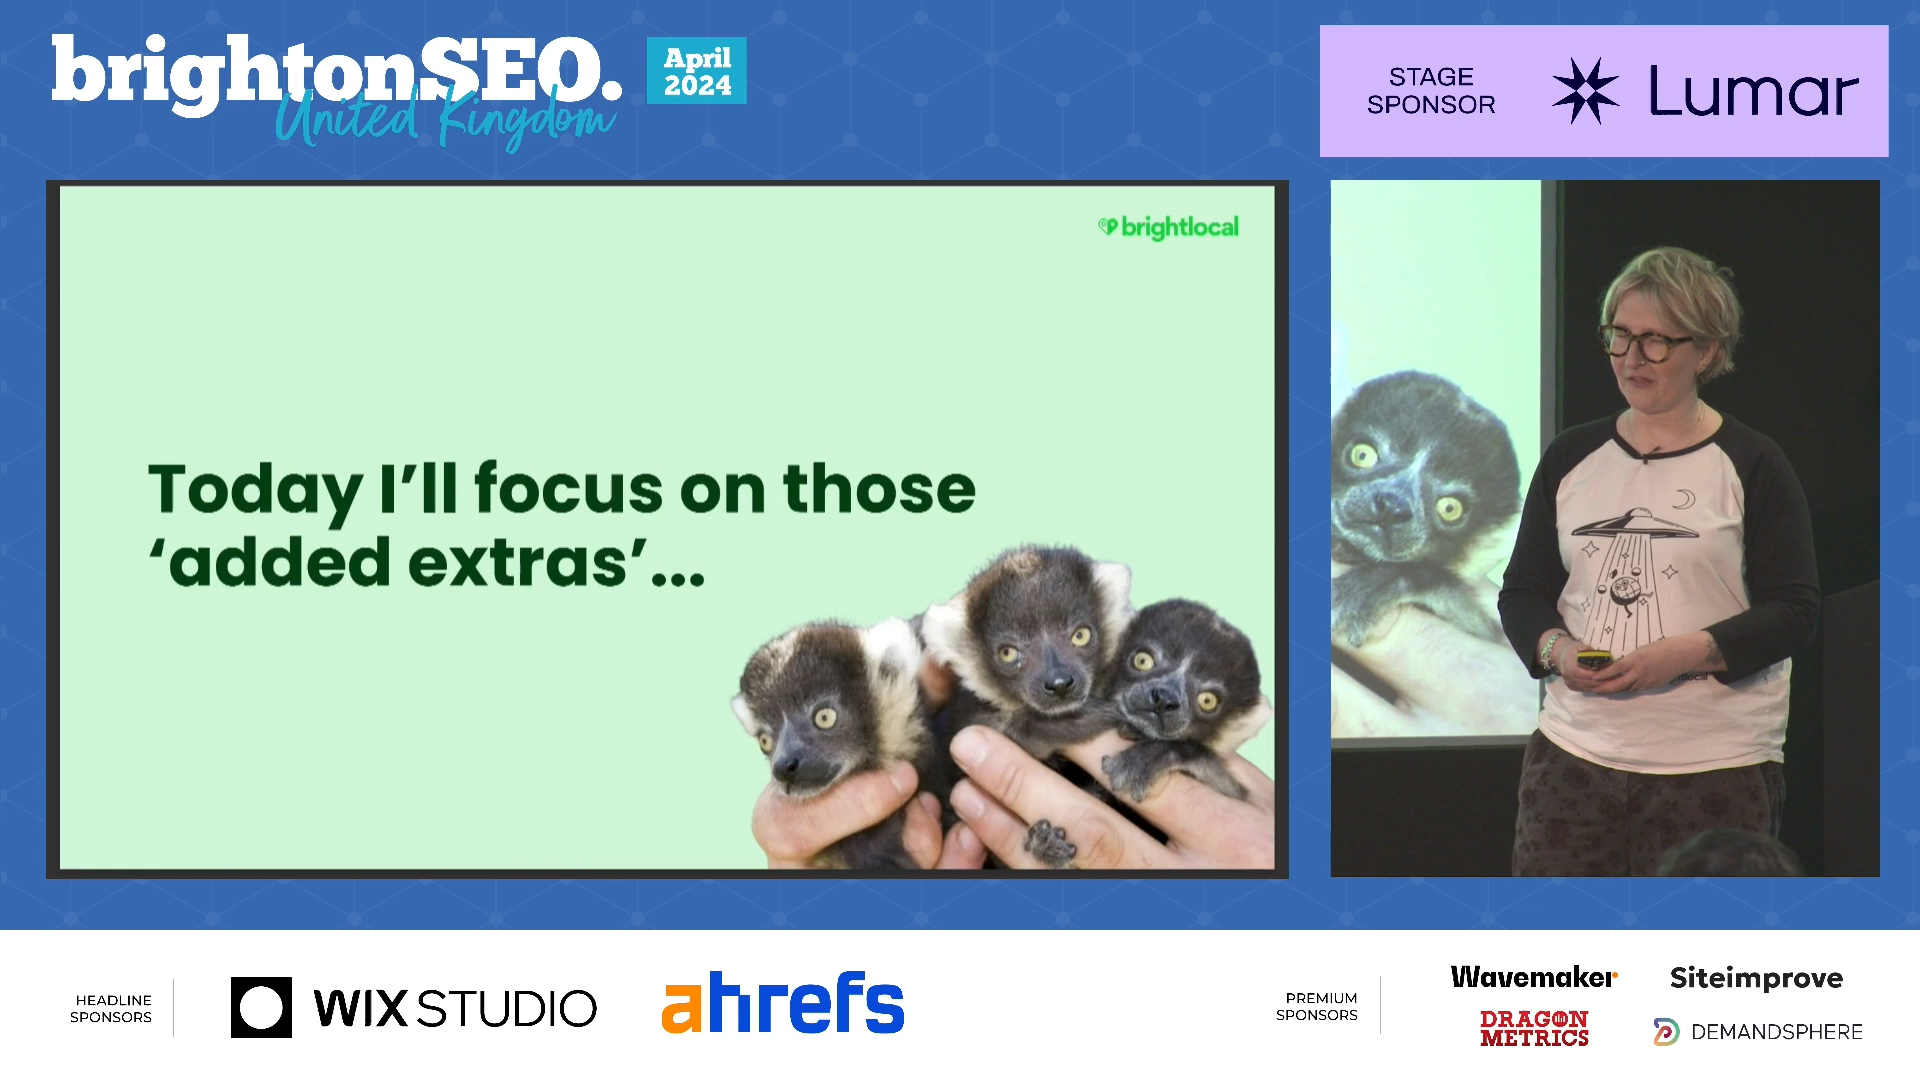 brightonSEO.
United Kingdom
April
2024
STAGE
SPONSOR
Lumar
brightlocal
Today I’ll focus on those
‘added extras’...
HEADLINE
SPONSORS
WIX STUDIO
ahrefs
PREMIUM
SPONSORS
Wavemaker
Siteimprove
DRAGON
METRICS
DEMANDSPHERE